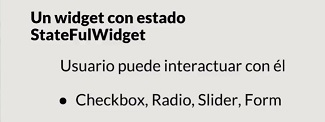 Un widget con estado
StateFulWidget
Usuario puede interactuar con él
● Checkbox, Radio, Slider, Form